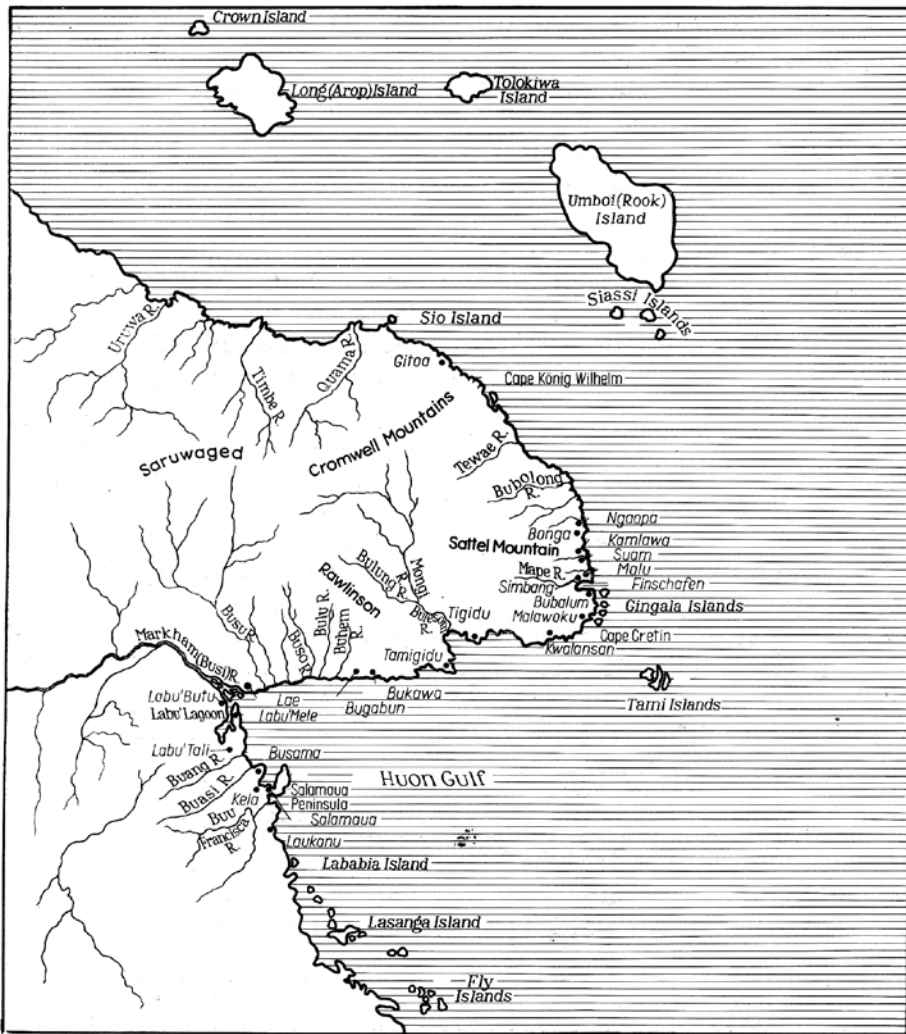 Crown Island
Long(Arop)Island
Tolokiwa
Island
Umboi(Rook)
Island
Siassi Islands
Sio Island
Uruwa R.
Timbe R.
Quama R.
Gitoa
Cape König Wilhelm
Saruwaged
Cromwell Mountains
Tewae R.
Bubolong
R.
Ngaopa
Bonga
Kamlawa
Sattel Mountain
Suam
Mape R.
Malu
Simbang
Finschafen
Bubalum
Gingala Islands
Malawoku
Mongi
R.
Bulung
Rawlinson
Tigidu
Cape Cretin
Kwalansan
Busu R.
Buso R.
Bulu R.
Buhem
R.
Tamigidu
Markham(Busi)R.
Bukawa
Bugabun
Tami Islands
Labu'Butu
Lae
Labu'Lagoon
Labu'Mele
Labu'Tali
Busama
Buang R.
Huon Gulf
Buasi R.
Kela
Salamaua
Peninsula
Buu
Salamaua
Francisca
R.
Laukanu
Lababia Island
Lasanga Island
Fly
Islands